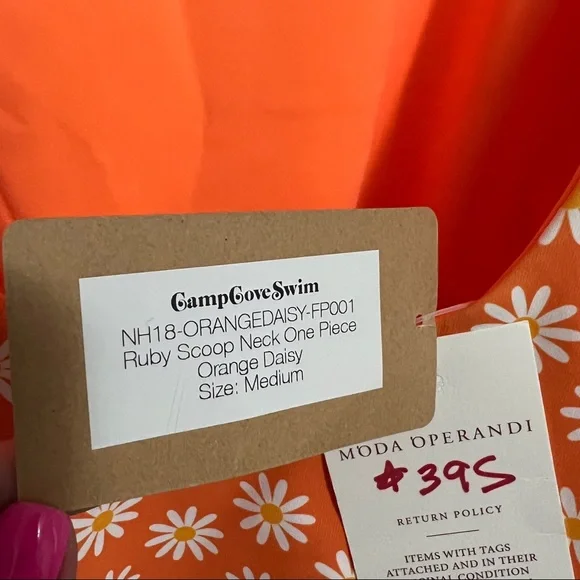 CampCoveSwim
NH18-ORANGEDAISY-FP001
Ruby Scoop Neck One Piece
Orange Daisy
Size: Medium
MODA OPERANDI
#395
RETURN POLICY
ITEMS WITH TAGS
ATTACHED AND IN THEIR
CONDITION